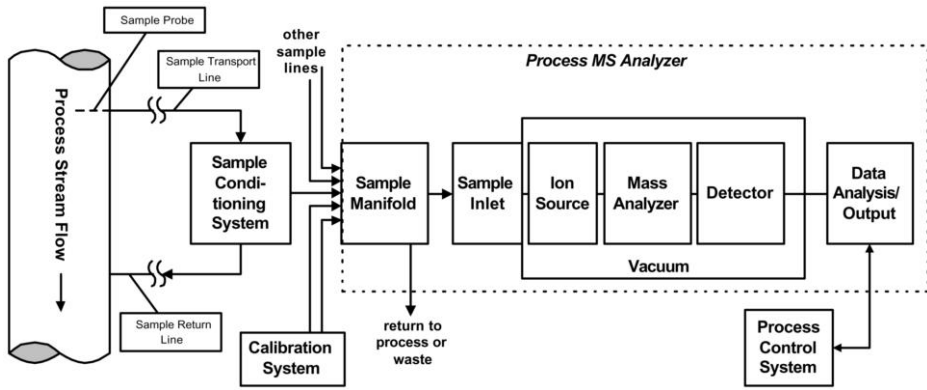 Sample Probe
Sample Transport
Line
other
sample
lines
Process MS Analyzer
Process Stream Flow
Sample
Condi-
tioning
System
Sample
Manifold
Sample
Inlet
Ion
Source
Mass
Analyzer
Detector
Data
Analysis/
Output
Vacuum
Sample Return
Line
Calibration
System
return to
process or
waste
Process
Control
System